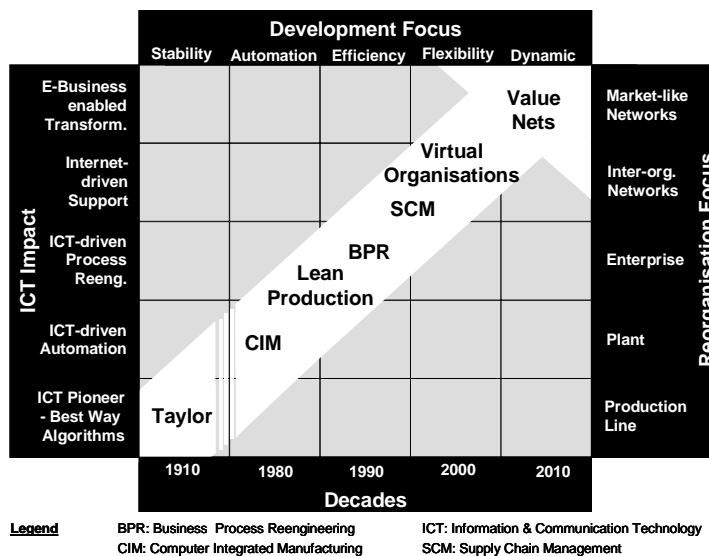 Development Focus
Stability Automation Efficiency Flexibility Dynamic
ICT Impact
E-Business
enabled
Transform.
Internet-
driven
Support
ICT-driven
Process
Reeng.
ICT-driven
Automation
ICT Pioneer
- Best Way
Algorithms
Value
Nets
Virtual
Organisations
SCM
BPR
Lean
Production
CIM
Taylor
Market-like
Networks
Inter-org.
Networks
Enterprise
Plant
Production
Line
Reorganisation Focus
1910 1980 1990 2000 2010
Decades
Legend
BPR: Business Process Reengineering
ICT: Information & Communication Technology
CIM: Computer Integrated Manufacturing
SCM: Supply Chain Management